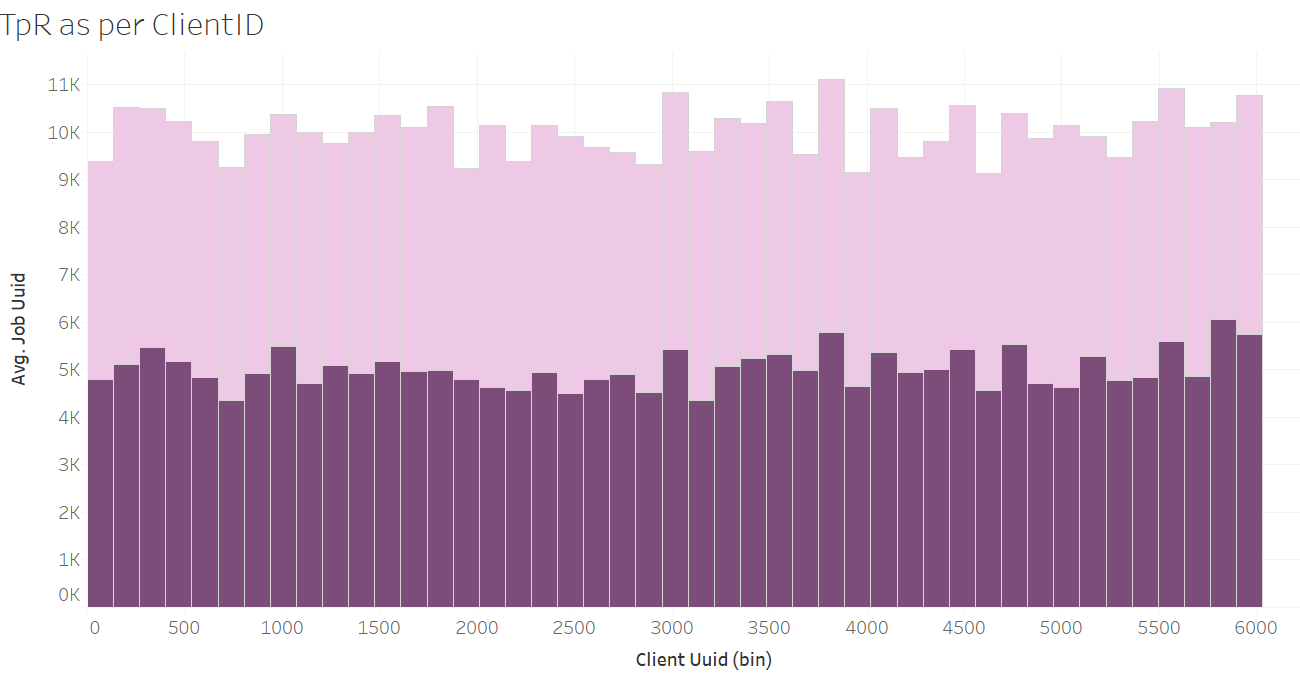 TpR as per ClientID
11K
10K
9K
8K
7K
6K
5K
4K
3K
2K
1K
0K
Avg. Job Uuid
0 500 1000 1500 2000 2500 3000 3500 4000 4500 5000 5500 6000
Client Uuid (bin)